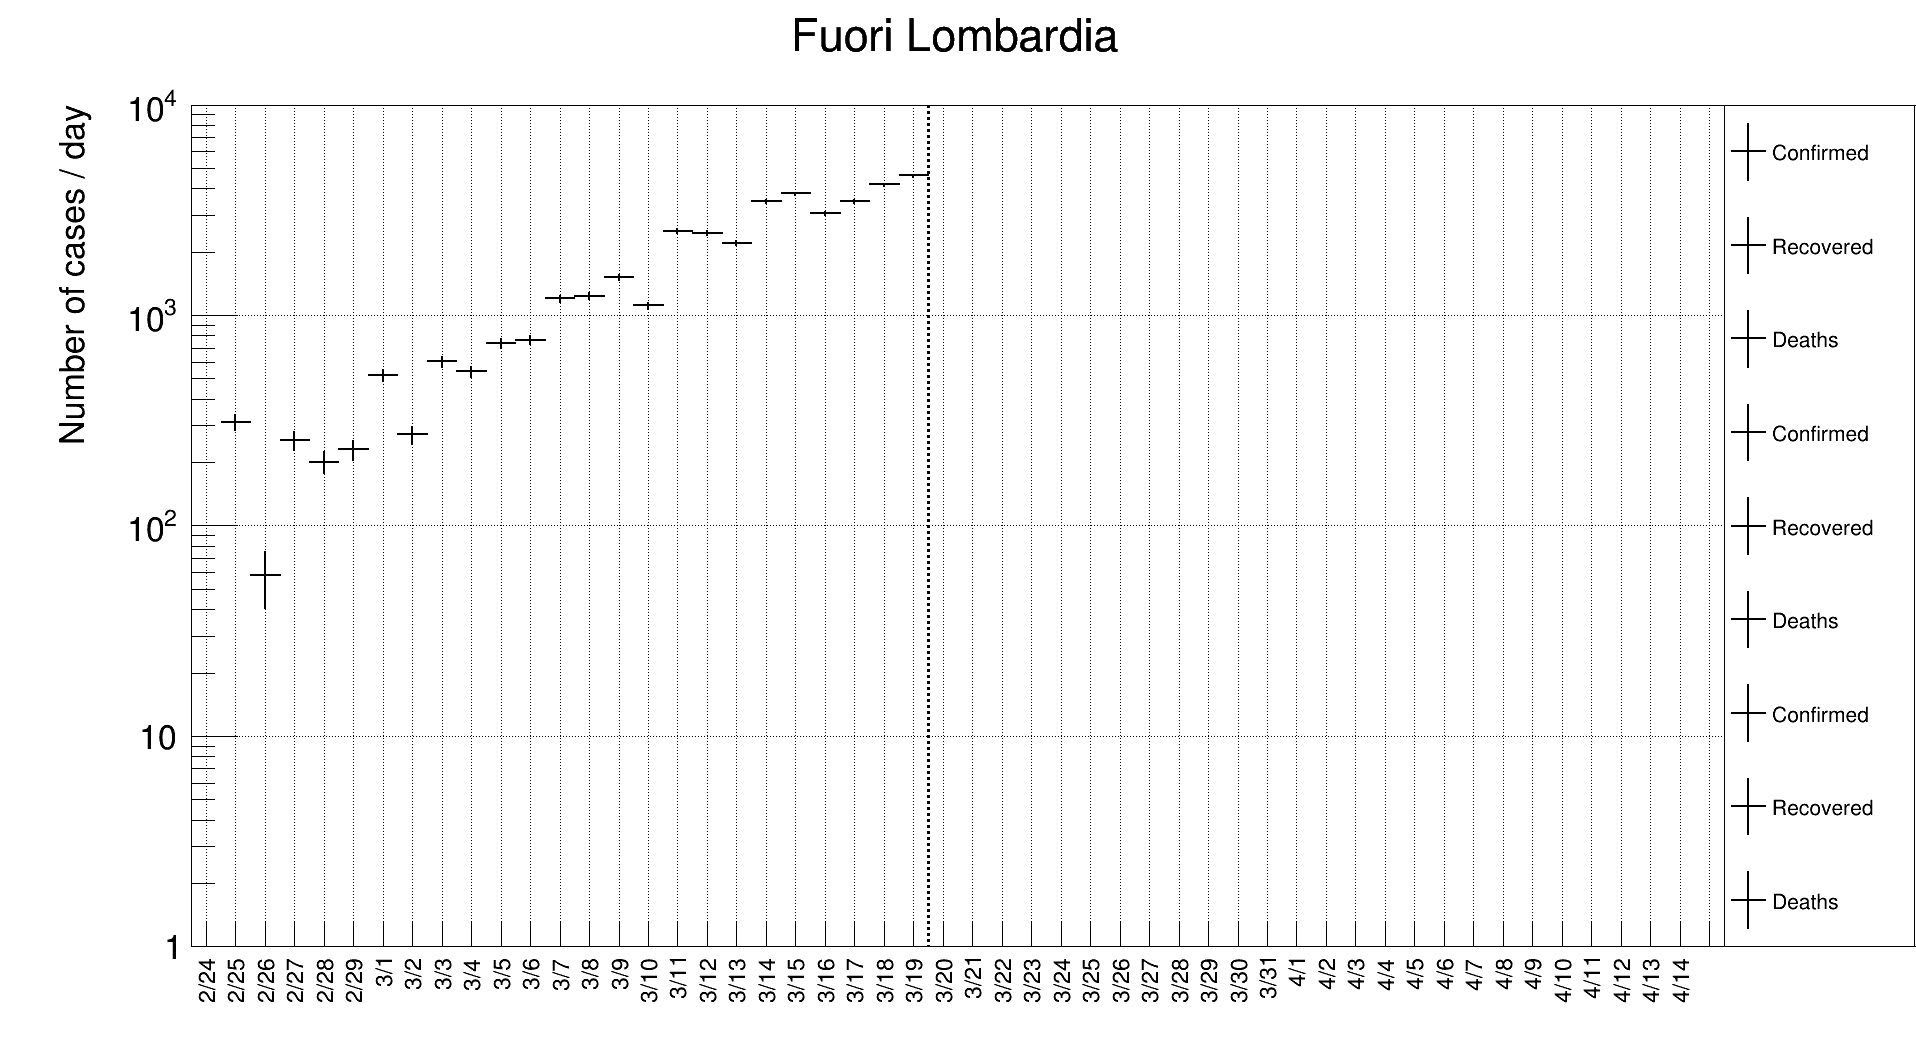 Fuori Lombardia
Number of cases / day
10⁴
10³
10²
10
1
2/24 2/25 2/26 2/27 2/28 2/29 3/1 3/2 3/3 3/4 3/5 3/6 3/7 3/8 3/9 3/10 3/11 3/12 3/13 3/14 3/15 3/16 3/17 3/18 3/19 3/20 3/21 3/22 3/23 3/24 3/25 3/26 3/27 3/28 3/29 3/30 3/31 4/1 4/2 4/3 4/4 4/5 4/6 4/7 4/8 4/9 4/10 4/11 4/12 4/13 4/14
Confirmed
Recovered
Deaths
Confirmed
Recovered
Deaths
Confirmed
Recovered
Deaths